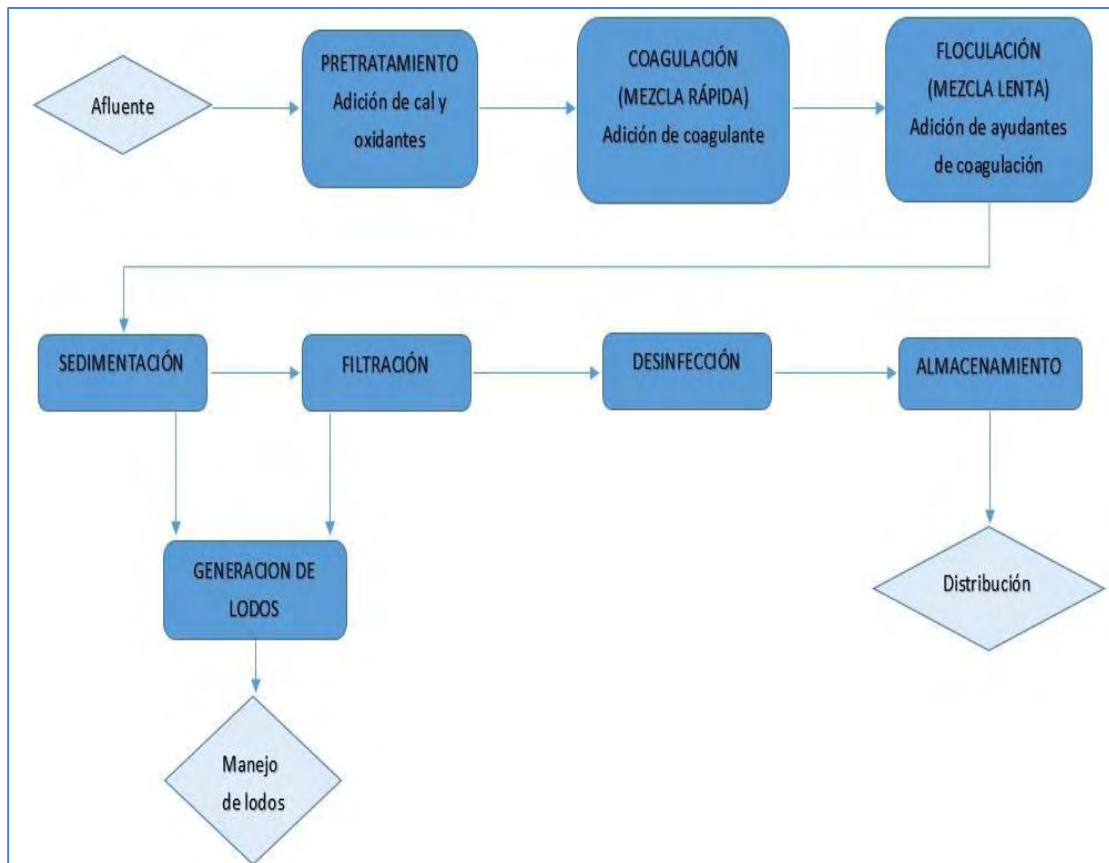 Afluente
PRETRATAMIENTO
Adición de cal y
oxidantes
COAGULACIÓN
(MEZCLA RÁPIDA)
Adición de coagulante
FLOCULACIÓN
(MEZCLA LENTA)
Adición de ayudantes
de coagulación
SEDIMENTACIÓN
FILTRACIÓN
DESINFECCIÓN
ALMACENAMIENTO
GENERACION DE
LODOS
Distribución
Manejo
de lodos